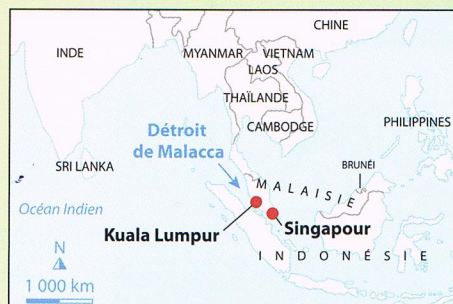 CHINE
INDE
MYANMAR
VIETNAM
LAOS
THAÏLANDE
CAMBODGE
PHILIPPINES
Détroit
de Malacca
BRUNÉI
SRI LANKA
MALAISIE
Océan Indien
Kuala Lumpur
Singapour
INDONÉSIE
N
1 000 km